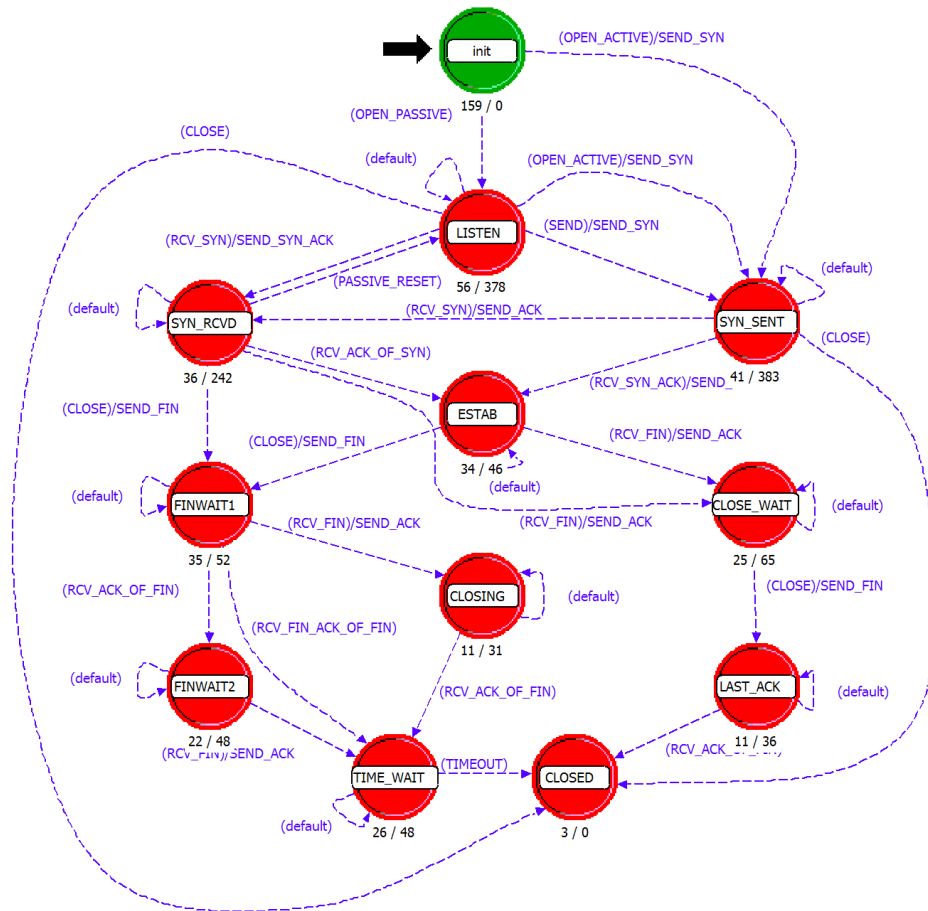 (OPEN_ACTIVE)/SEND_SYN
init
159 / 0
(OPEN_PASSIVE)
(CLOSE)
(default)
(OPEN_ACTIVE)/SEND_SYN
LISTEN
(SEND)/SEND_SYN
(RCV_SYN)/SEND_SYN_ACK
(PASSIVE_RESET)
56 / 378
(default)
(default)
(RCV_SYN)/SEND_ACK
SYN_RCVD
SYN_SENT
(CLOSE)
(RCV_ACK_OF_SYN)
36 / 242
41 / 383
(RCV_SYN_ACK)/SEND_
(CLOSE)/SEND_FIN
ESTAB
(CLOSE)/SEND_FIN
(RCV_FIN)/SEND_ACK
34 / 46
(default)
(default)
FINWAIT1
CLOSE_WAIT
(default)
(RCV_FIN)/SEND_ACK
(RCV_FIN)/SEND_ACK
35 / 52
25 / 65
(RCV_ACK_OF_FIN)
(CLOSE)/SEND_FIN
CLOSING
(default)
(RCV_FIN_ACK_OF_FIN)
11 / 31
(default)
FINWAIT2
(RCV_ACK_OF_FIN)
LAST_ACK
(default)
22 / 48
11 / 36
(RCV_FIN)/SEND_ACK
(RCV_ACK_OF_FIN)
(TIMEOUT)
TIME_WAIT
CLOSED
(default)
26 / 48
3 / 0